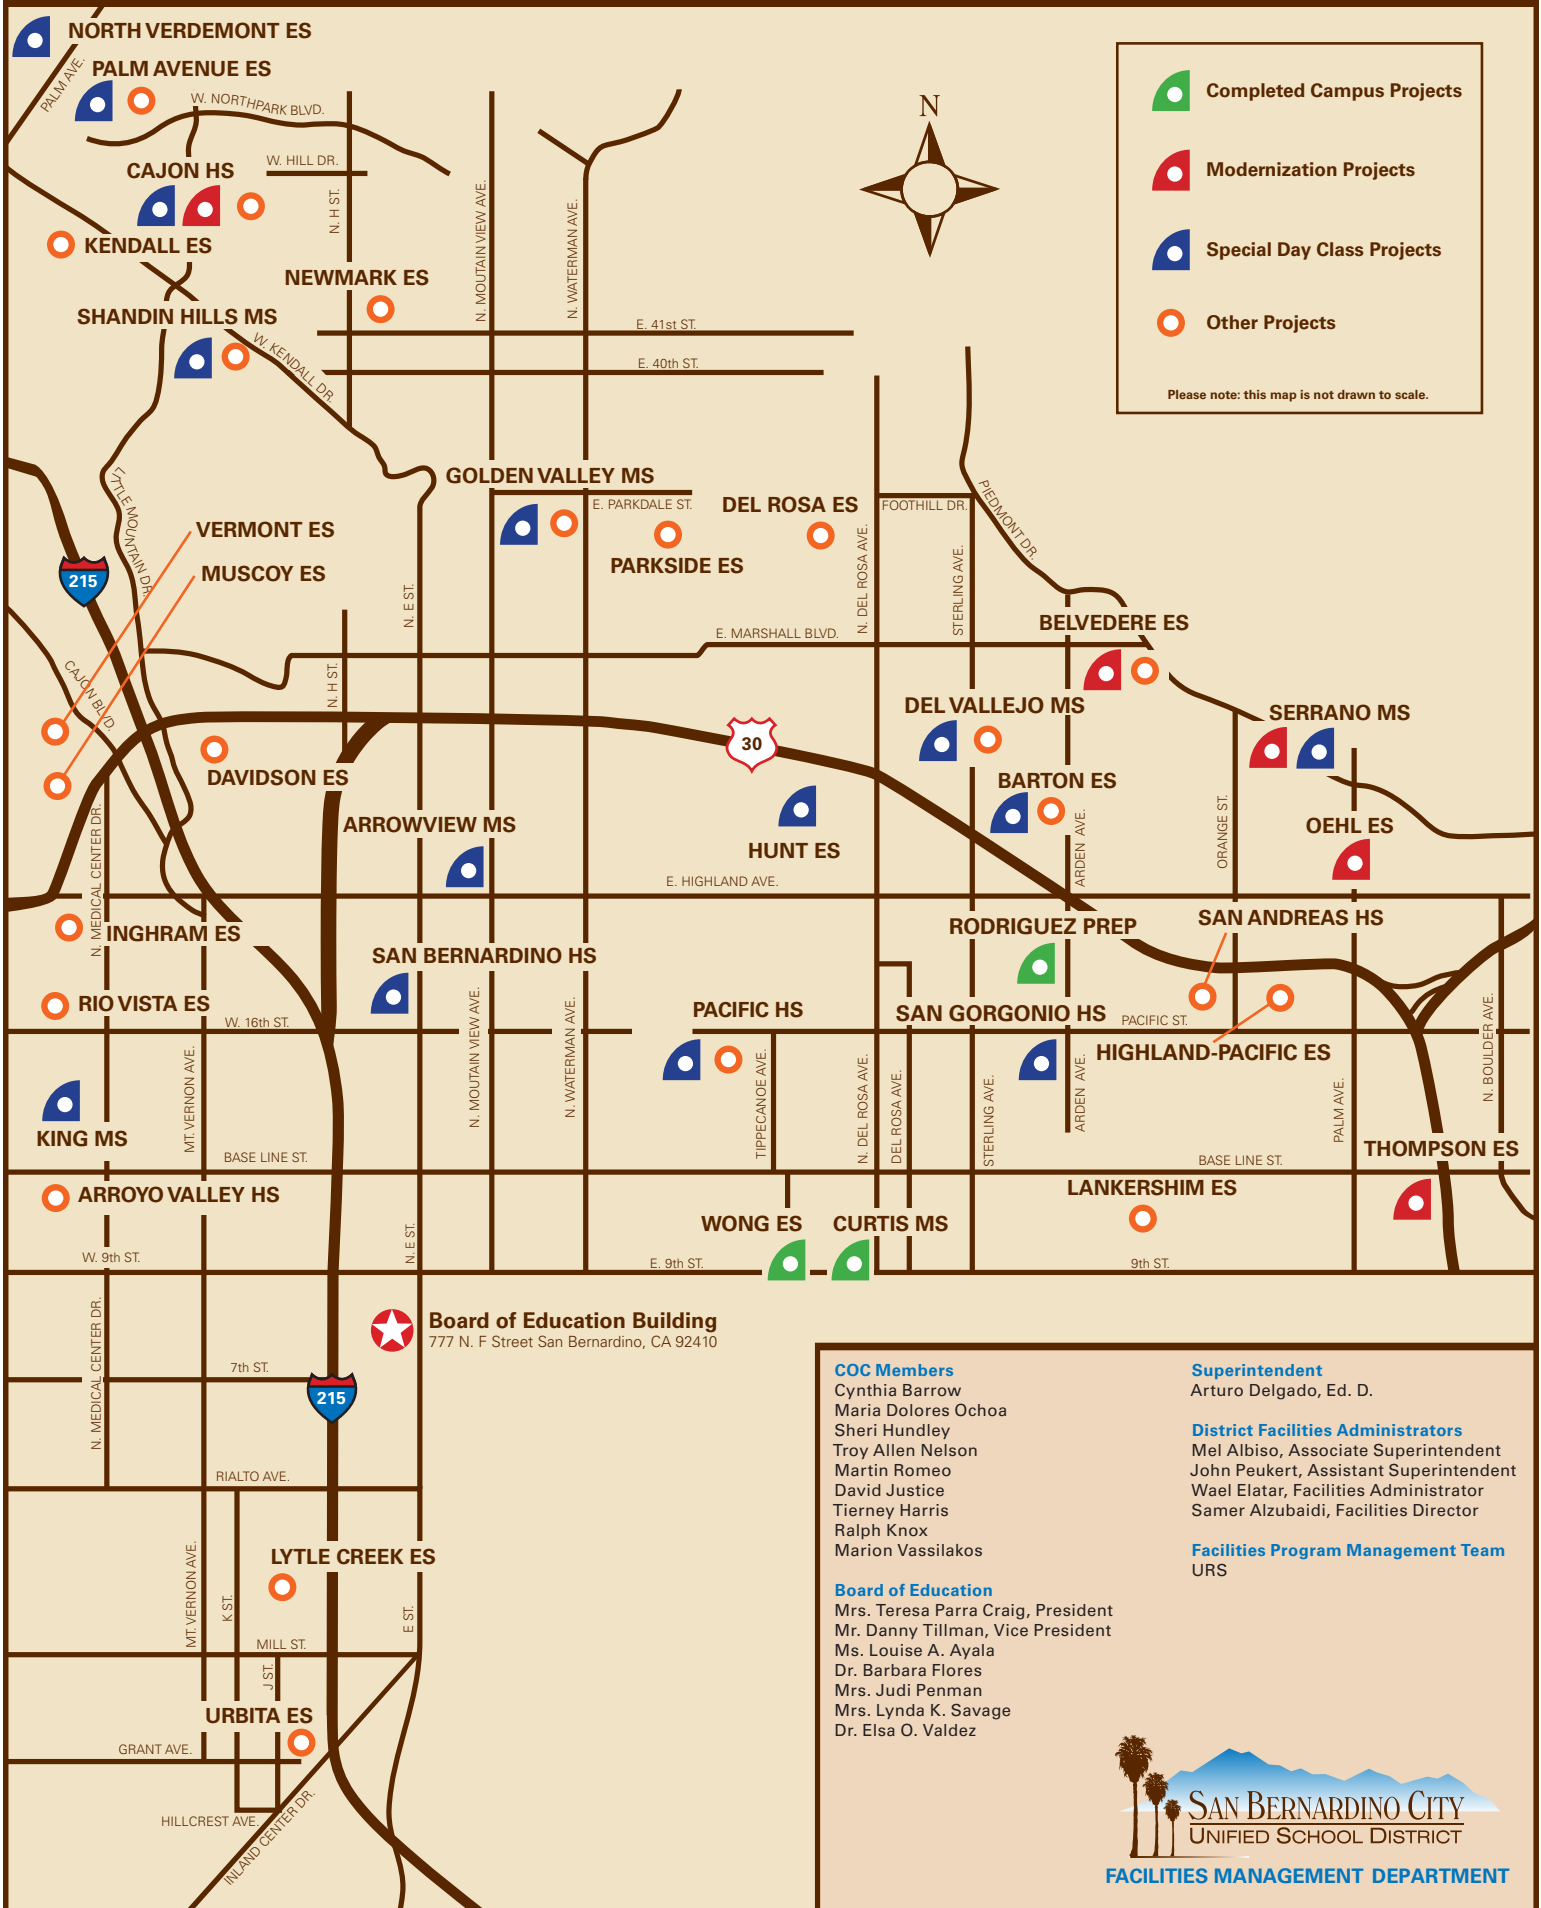 NORTH VERDEMONT ES
PALM AVE.
PALM AVENUE ES
W. NORTHPARK BLVD.
N
CAJON HS
W. HILL DR.
N. H ST.
N. MOUTAIN VIEW AVE.
N. WATERMAN AVE.
KENDALL ES
NEWMARK ES
SHANDIN HILLS MS
W. KENDALL DR.
E. 41st ST.
E. 40th ST.
Completed Campus Projects
Modernization Projects
Special Day Class Projects
Other Projects
Please note: this map is not drawn to scale.
LYTTLE MOUNTAIN DR.
GOLDEN VALLEY MS
E. PARKDALE ST.
DEL ROSA ES
FOOTHILL DR.
PIEDMONT DR.
VERMONT ES
MUSCOY ES
215
PARKSIDE ES
N. E ST.
N. DEL ROSA AVE.
STERLING AVE.
BELVEDERE ES
E. MARSHALL BLVD.
CAJON BLVD.
N. H ST.
DEL VALLEJO MS
SERRANO MS
30
DAVIDSON ES
BARTON ES
ARROWVIEW MS
HUNT ES
OEHL ES
N. MEDICAL CENTER DR.
ARDEN AVE.
ORANGE ST.
E. HIGHLAND AVE.
INGHRAM ES
RODRIGUEZ PREP
SAN ANDREAS HS
SAN BERNARDINO HS
RIO VISTA ES
W. 16th ST.
PACIFIC HS
SAN GORGONIO HS
PACIFIC ST.
HIGHLAND-PACIFIC ES
N. MOUTAIN VIEW AVE.
N. WATERMAN AVE.
MT. VERNON AVE.
TIPPECANOE AVE.
N. DEL ROSA AVE.
DEL ROSA AVE.
STERLING AVE.
ARDEN AVE.
PALM AVE.
N. BOULDER AVE.
KING MS
BASE LINE ST.
BASE LINE ST.
THOMPSON ES
ARROYO VALLEY HS
LANKERSHIM ES
WONG ES
CURTIS MS
N. E ST.
W. 9th ST.
E. 9th ST.
9th ST.
Board of Education Building
777 N. F Street San Bernardino, CA 92410
N. MEDICAL CENTER DR.
7th ST.
215
RIALTO AVE.
LYTLE CREEK ES
MT. VERNON AVE.
K ST.
E ST.
MILL ST.
J ST.
URBITA ES
GRANT AVE.
HILLCREST AVE.
INLAND CENTER DR.
COC Members
Cynthia Barrow
Maria Dolores Ochoa
Sheri Hundley
Troy Allen Nelson
Martin Romeo
David Justice
Tierney Harris
Ralph Knox
Marion Vassilakos
Board of Education
Mrs. Teresa Parra Craig, President
Mr. Danny Tillman, Vice President
Ms. Louise A. Ayala
Dr. Barbara Flores
Mrs. Judi Penman
Mrs. Lynda K. Savage
Dr. Elsa O. Valdez
Superintendent
Arturo Delgado, Ed. D.
District Facilities Administrators
Mel Albiso, Associate Superintendent
John Peukert, Assistant Superintendent
Wael Elatar, Facilities Administrator
Samer Alzubaidi, Facilities Director
Facilities Program Management Team
URS
SAN BERNARDINO CITY
UNIFIED SCHOOL DISTRICT
FACILITIES MANAGEMENT DEPARTMENT